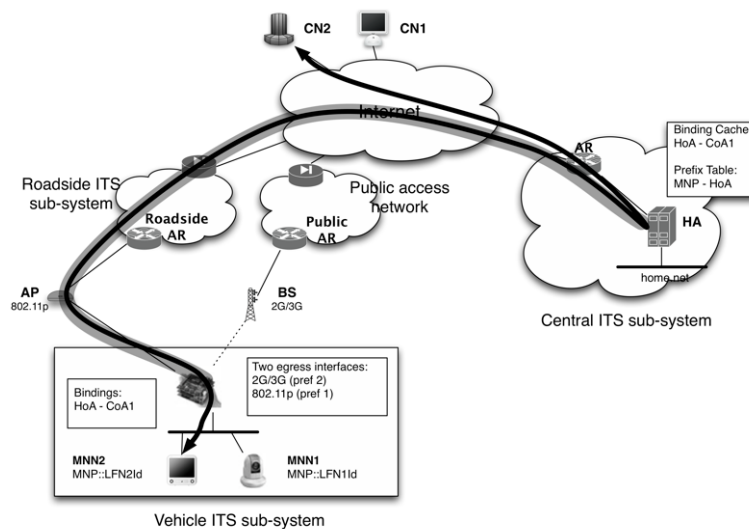 CN2
CN1
Internet
AR
Binding Cache:
HoA - CoA1
Prefix Table:
MNP - HoA
Roadside ITS
sub-system
Public access
network
Roadside
AR
Public
AR
HA
home net
AP
802.11p
BS
2G/3G
Central ITS sub-system
Two egress interfaces:
2G/3G (pref 2)
802.11p (pref 1)
Bindings:
HoA - CoA1
MNN2
MNP::LFN2Id
MNN1
MNP::LFN1Id
Vehicle ITS sub-system